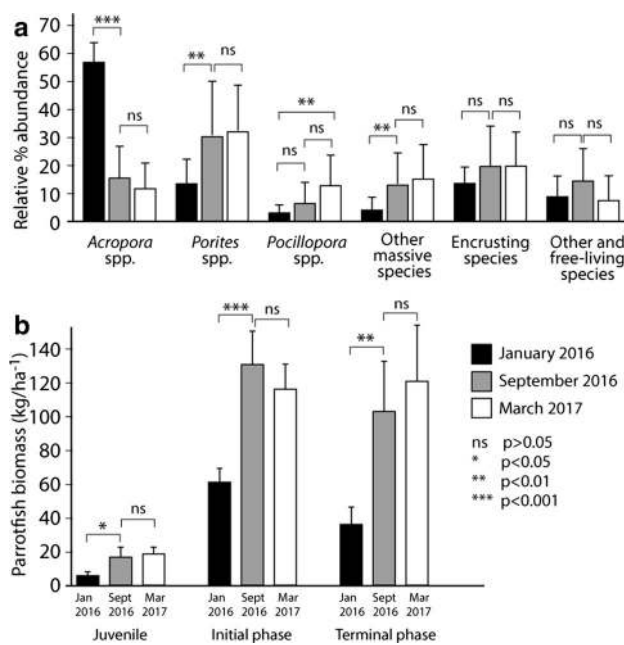 a
Relative % abundance
70
60
50
40
30
20
10
0
***
ns
**
ns
**
ns
ns
**
ns
ns
ns
ns
ns
Acropora
spp.
Porites
spp.
Pocillopora
spp.
Other
massive
species
Encrusting
species
Other and
free-living
species
b
Parrotfish biomass (kg/ha⁻¹)
140
120
100
80
60
40
20
0
*
ns
***
ns
**
ns
Jan
2016
Sept
2016
Mar
2017
Jan
2016
Sept
2016
Mar
2017
Jan
2016
Sept
2016
Mar
2017
Juvenile
Initial phase
Terminal phase
January 2016
September 2016
March 2017
ns p>0.05
* p<0.05
** p<0.01
*** p<0.001